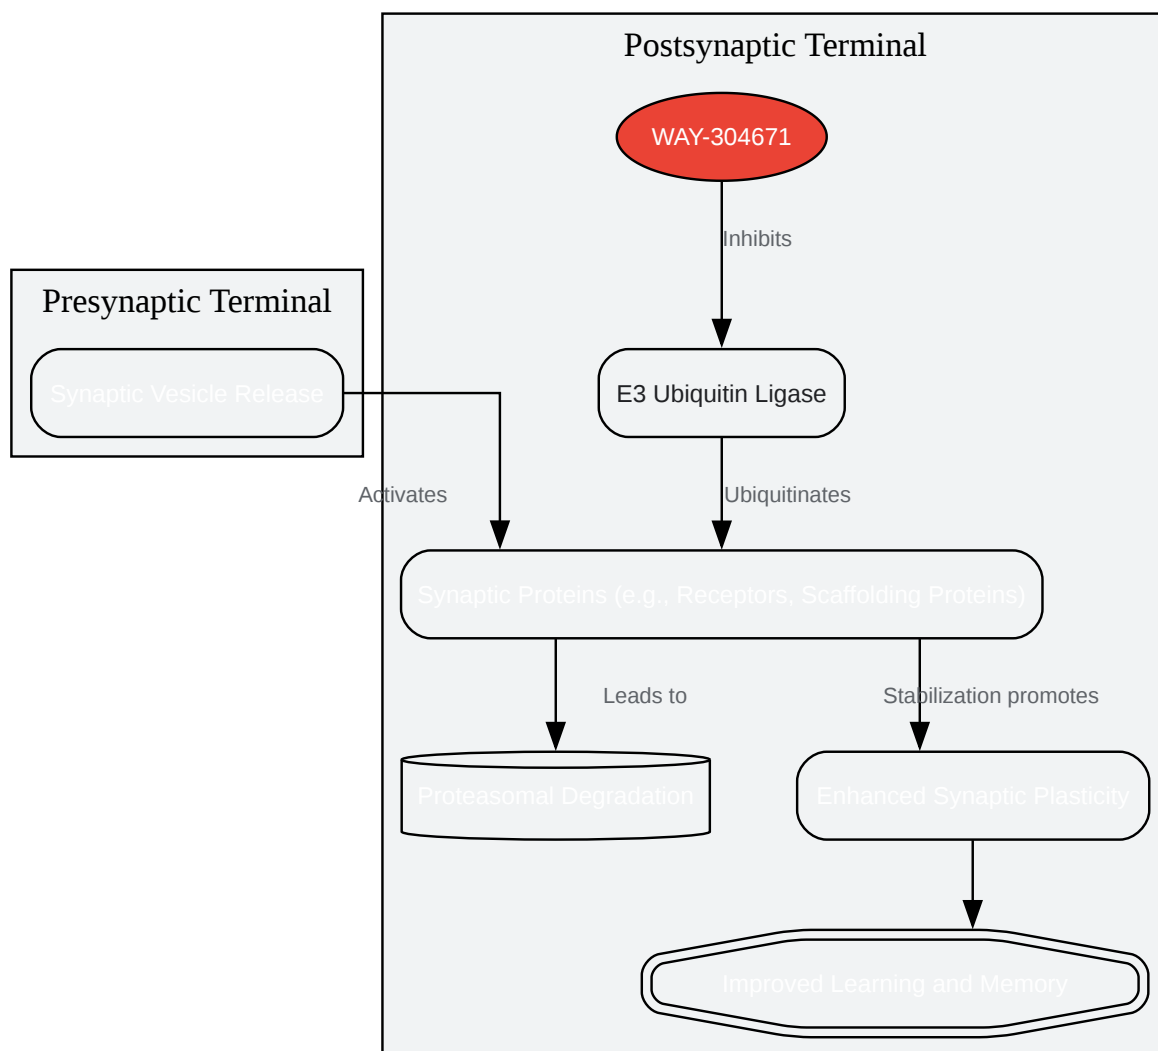 Postsynaptic Terminal
WAY-304671
Inhibits
Presynaptic Terminal
Synaptic Vesicle Release
E3 Ubiquitin Ligase
Activates
Ubiquitinates
Synaptic Proteins (e.g., Receptors, Scaffolding Proteins)
Leads to
Stabilization promotes
Proteasomal Degradation
Enhanced Synaptic Plasticity
Improved Learning and Memory